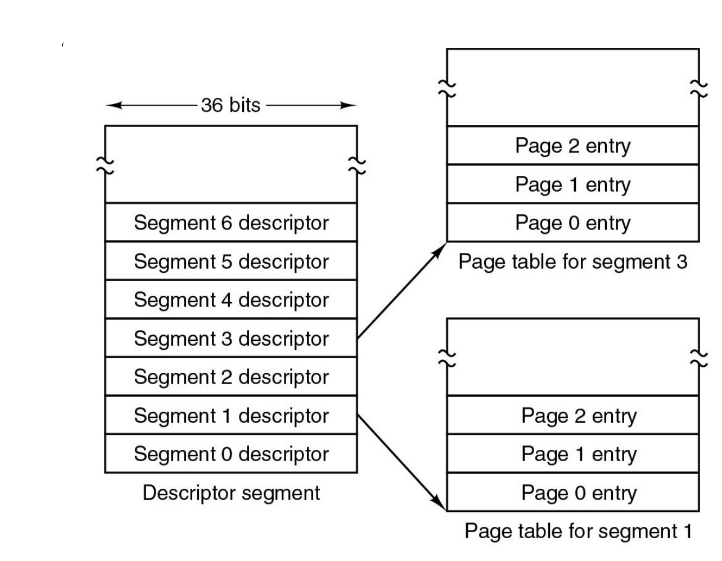 36 bits
Segment 6 descriptor
Segment 5 descriptor
Segment 4 descriptor
Segment 3 descriptor
Segment 2 descriptor
Segment 1 descriptor
Segment 0 descriptor
Descriptor segment
Page 2 entry
Page 1 entry
Page 0 entry
Page table for segment 3
Page 2 entry
Page 1 entry
Page 0 entry
Page table for segment 1